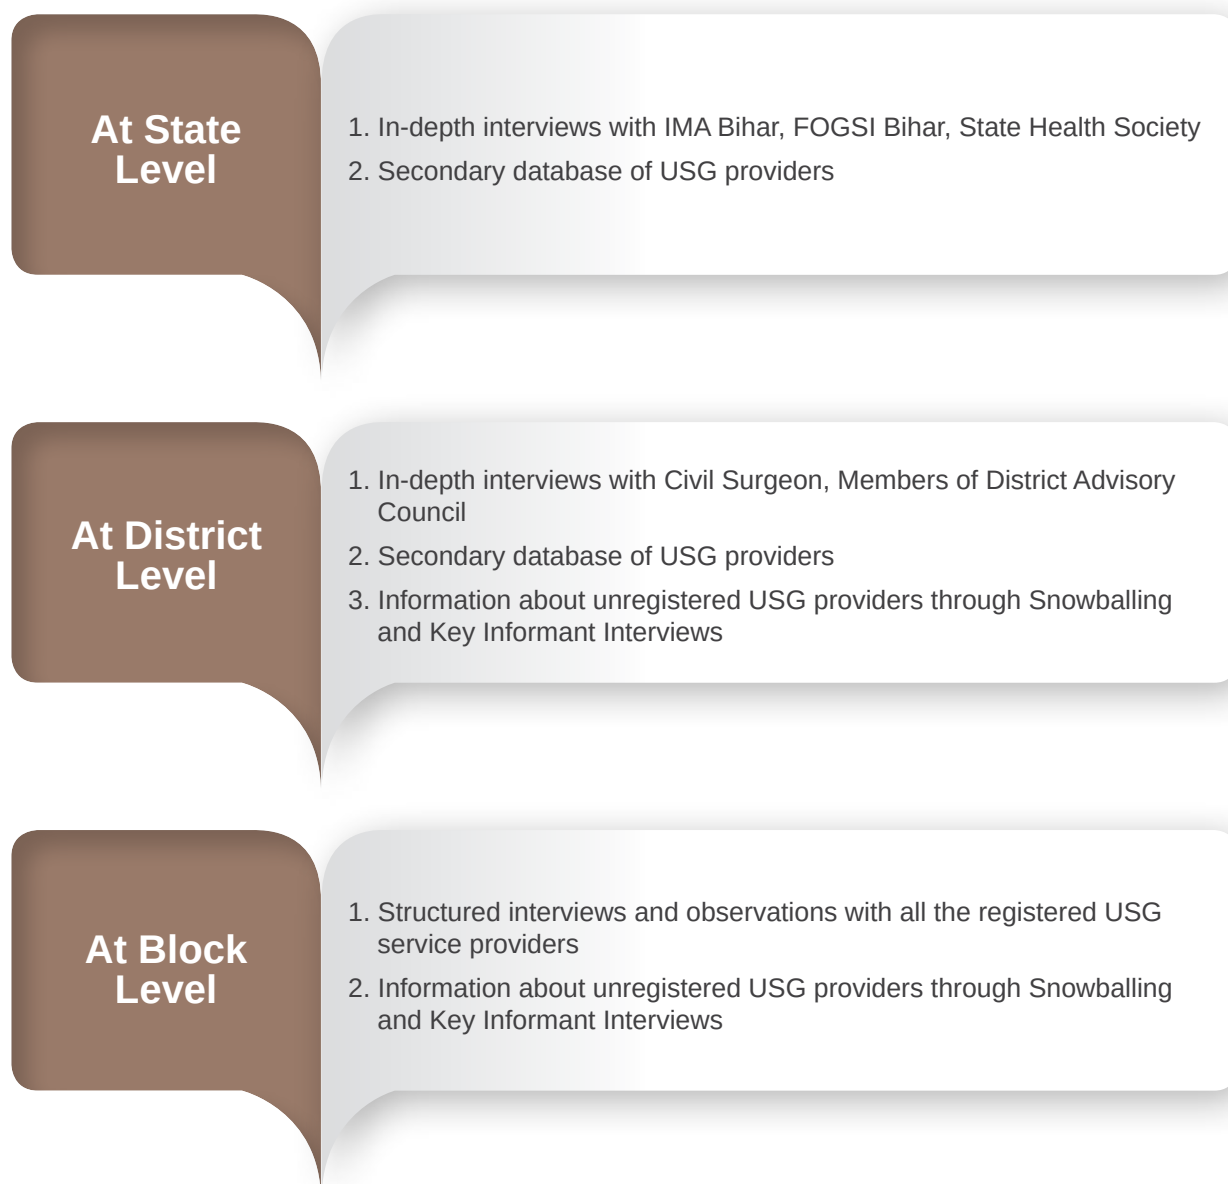 At State
Level
1. In-depth interviews with IMA Bihar, FOGSI Bihar, State Health Society
2. Secondary database of USG providers
At District
Level
1. In-depth interviews with Civil Surgeon, Members of District Advisory
Council
2. Secondary database of USG providers
3. Information about unregistered USG providers through Snowballing
and Key Informant Interviews
At Block
Level
1. Structured interviews and observations with all the registered USG
service providers
2. Information about unregistered USG providers through Snowballing
and Key Informant Interviews